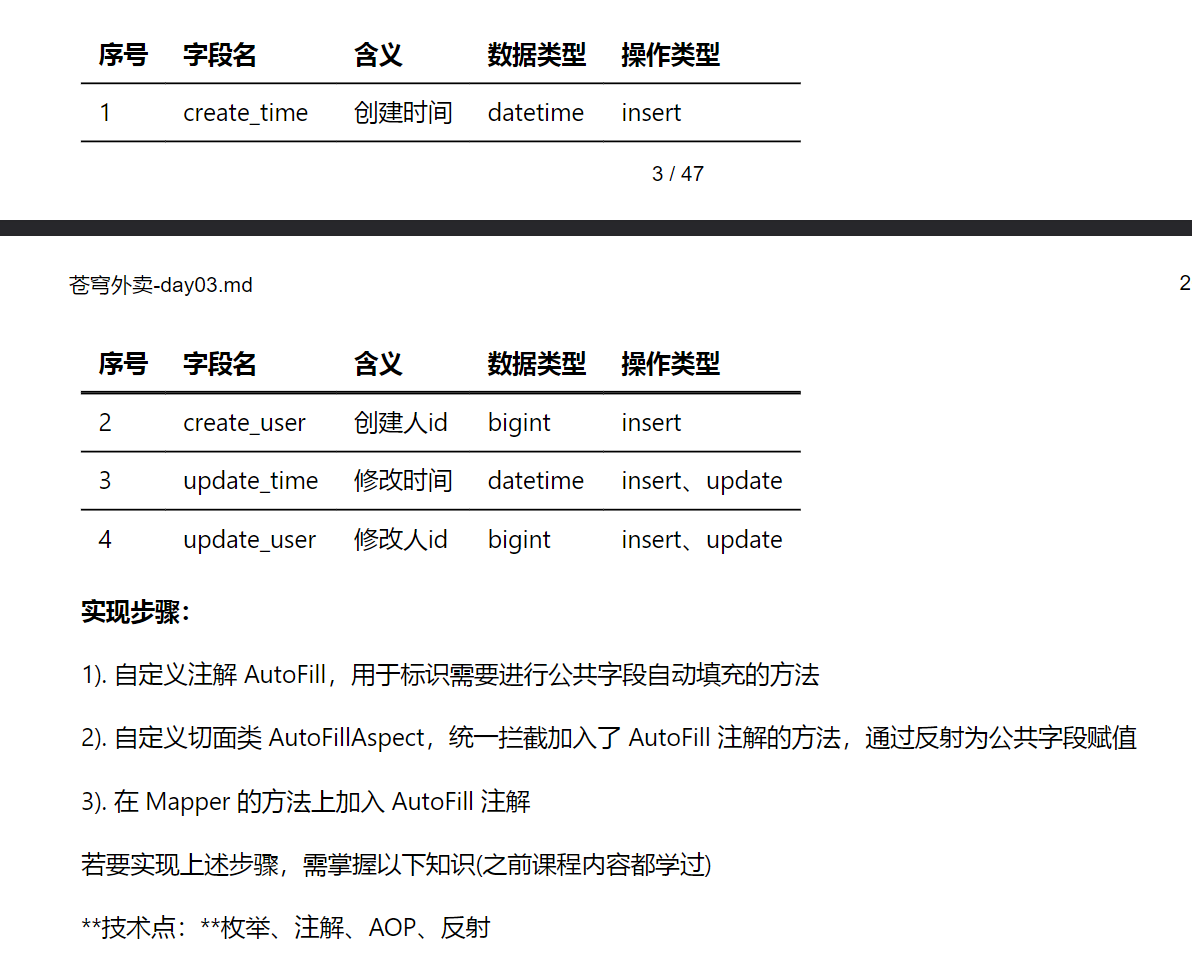 序号 字段名 含义 数据类型 操作类型
1 create_time 创建时间 datetime insert
3 / 47
苍穹外卖-day03.md 2
序号 字段名 含义 数据类型 操作类型
2 create_user 创建人id bigint insert
3 update_time 修改时间 datetime insert、update
4 update_user 修改人id bigint insert、update
实现步骤：
1). 自定义注解 AutoFill，用于标识需要进行公共字段自动填充的方法
2). 自定义切面类 AutoFillAspect，统一拦截加入了 AutoFill 注解的方法，通过反射为公共字段赋值
3). 在 Mapper 的方法上加入 AutoFill 注解
若要实现上述步骤，需掌握以下知识(之前课程内容都学过)
**技术点：**枚举、注解、AOP、反射